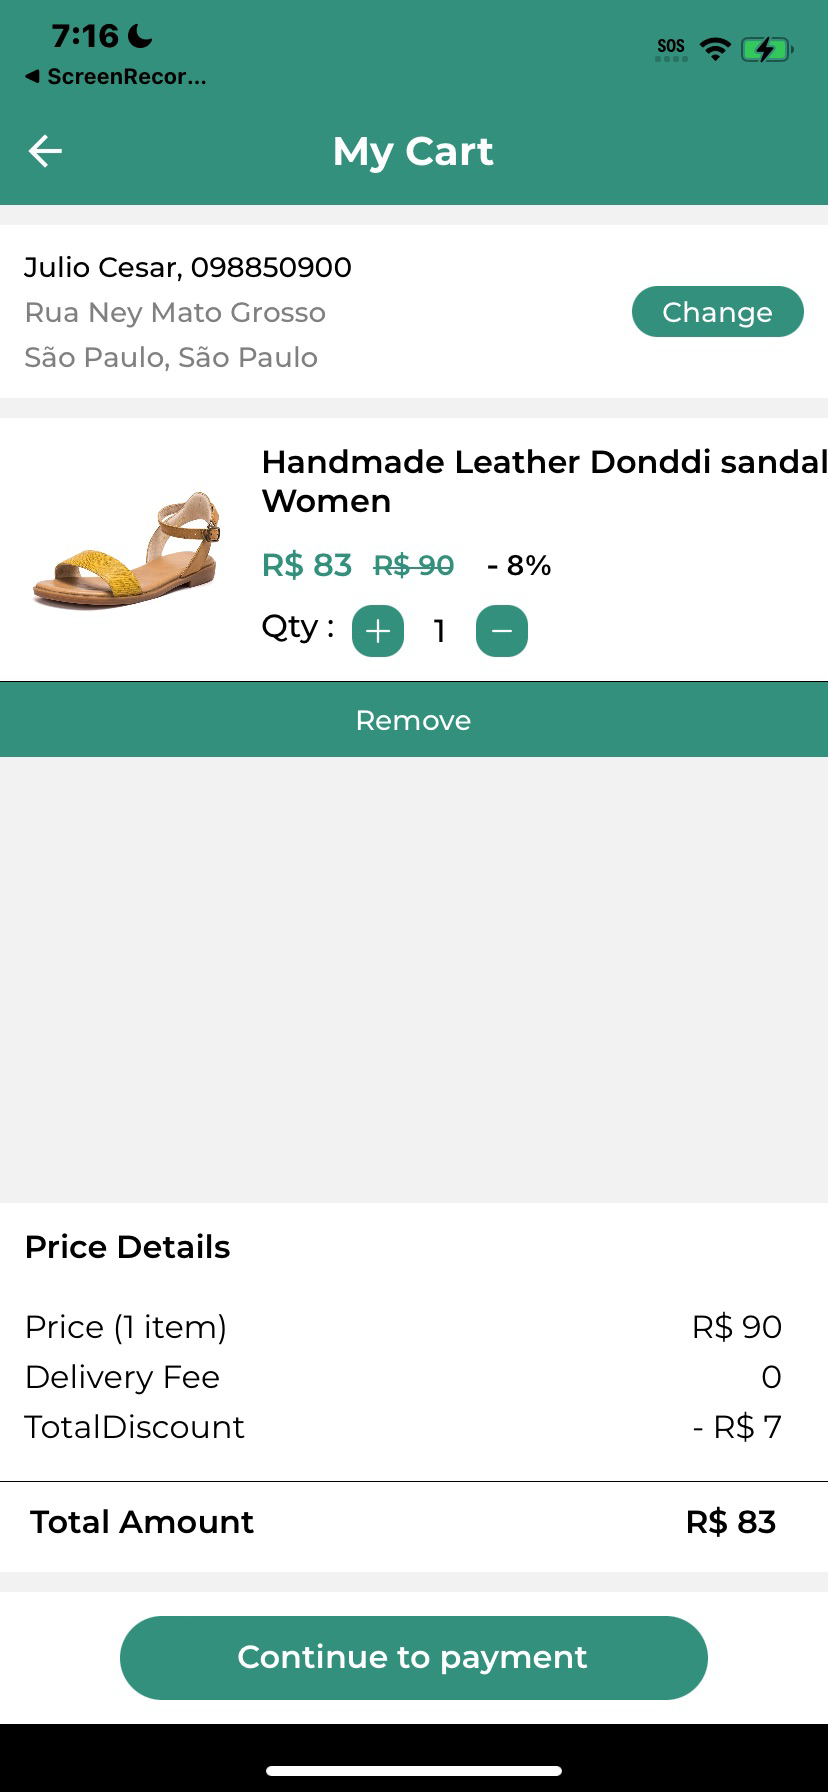 7:16
SOS
◀ ScreenRecor...
My Cart
Julio Cesar, 098850900
Rua Ney Mato Grosso
São Paulo, São Paulo
Change
Handmade Leather Donddi sandal
Women
R$ 83 R$ 90 - 8%
Qty : + 1 −
Remove
Price Details
Price (1 item) R$ 90
Delivery Fee 0
TotalDiscount - R$ 7
Total Amount R$ 83
Continue to payment